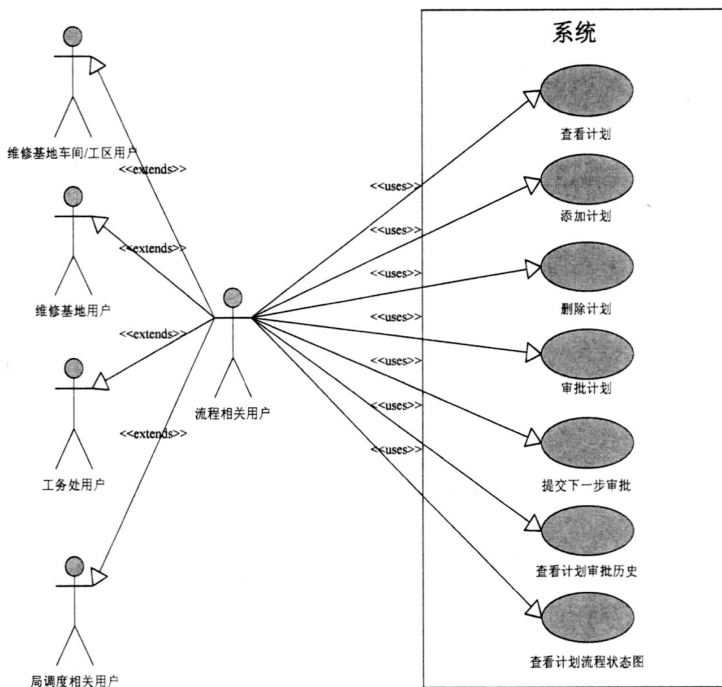 系统
维修基地车间/工区用户
<<extends>>
维修基地用户
<<extends>>
工务处用户
<<extends>>
局调度相关用户
<<extends>>
流程相关用户
<<uses>>
查看计划
<<uses>>
添加计划
<<uses>>
删除计划
<<uses>>
审批计划
<<uses>>
提交下一步审批
<<uses>>
查看计划审批历史
<<uses>>
查看计划流程状态图